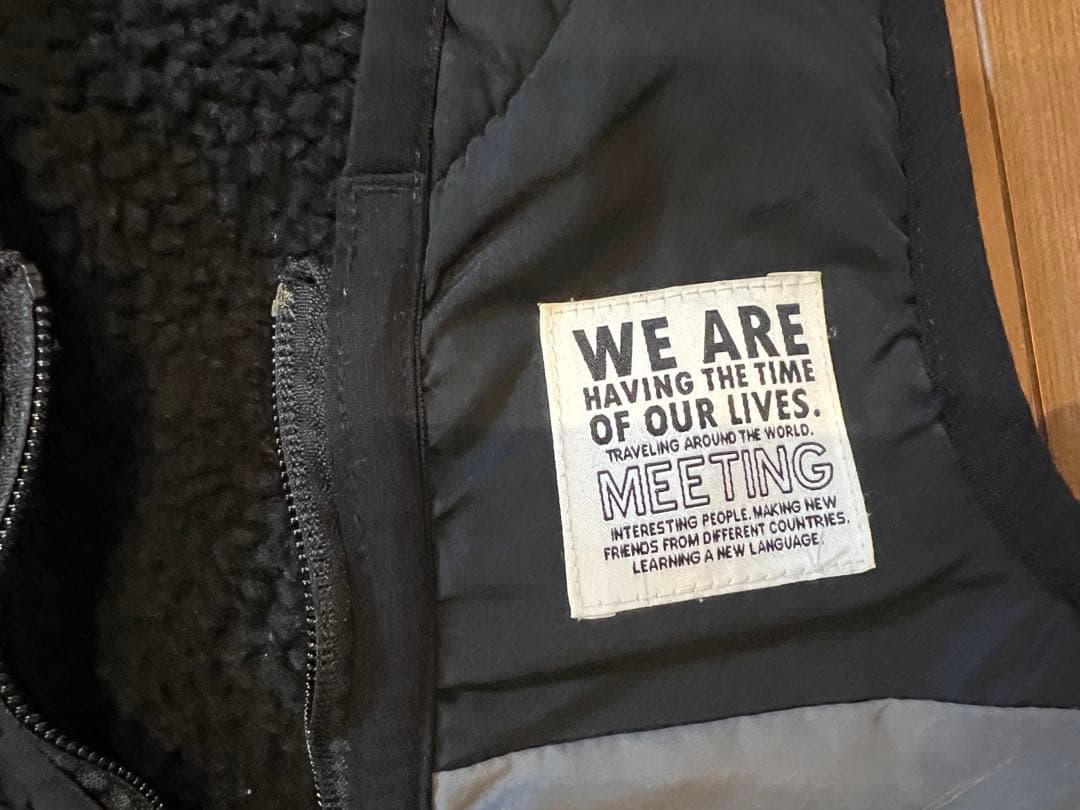 WE ARE
HAVING THE TIME
OF OUR LIVES.
TRAVELING AROUND THE WORLD.
MEETING
INTERESTING PEOPLE. MAKING NEW
FRIENDS FROM DIFFERENT COUNTRIES.
LEARNING A NEW LANGUAGE.